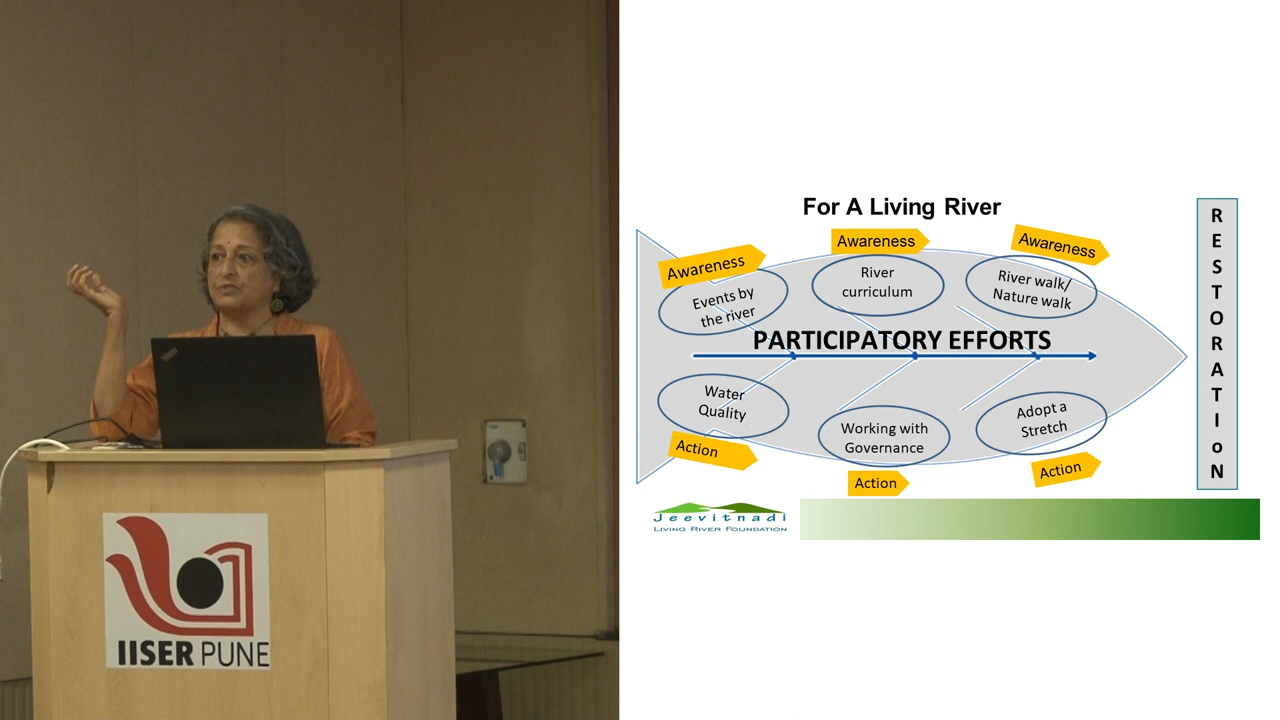 IISER PUNE
For A Living River
Awareness
Awareness
Awareness
Events by
the river
River
curriculum
River walk/
Nature walk
PARTICIPATORY EFFORTS
Water
Quality
Working with
Governance
Adopt a
Stretch
Action
Action
Action
R
E
S
T
O
R
A
T
I
o
N
Jeevitnadi
LIVING RIVER FOUNDATION